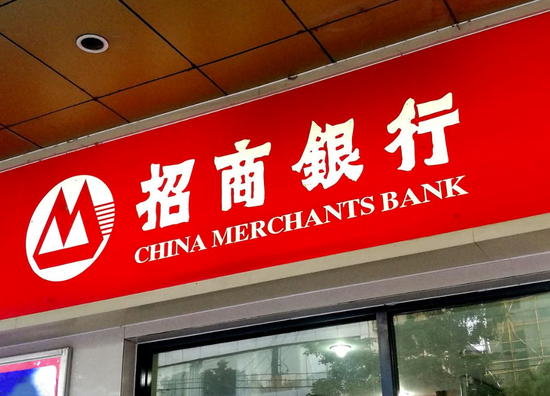 招商銀行
CHINA MERCHANTS BANK